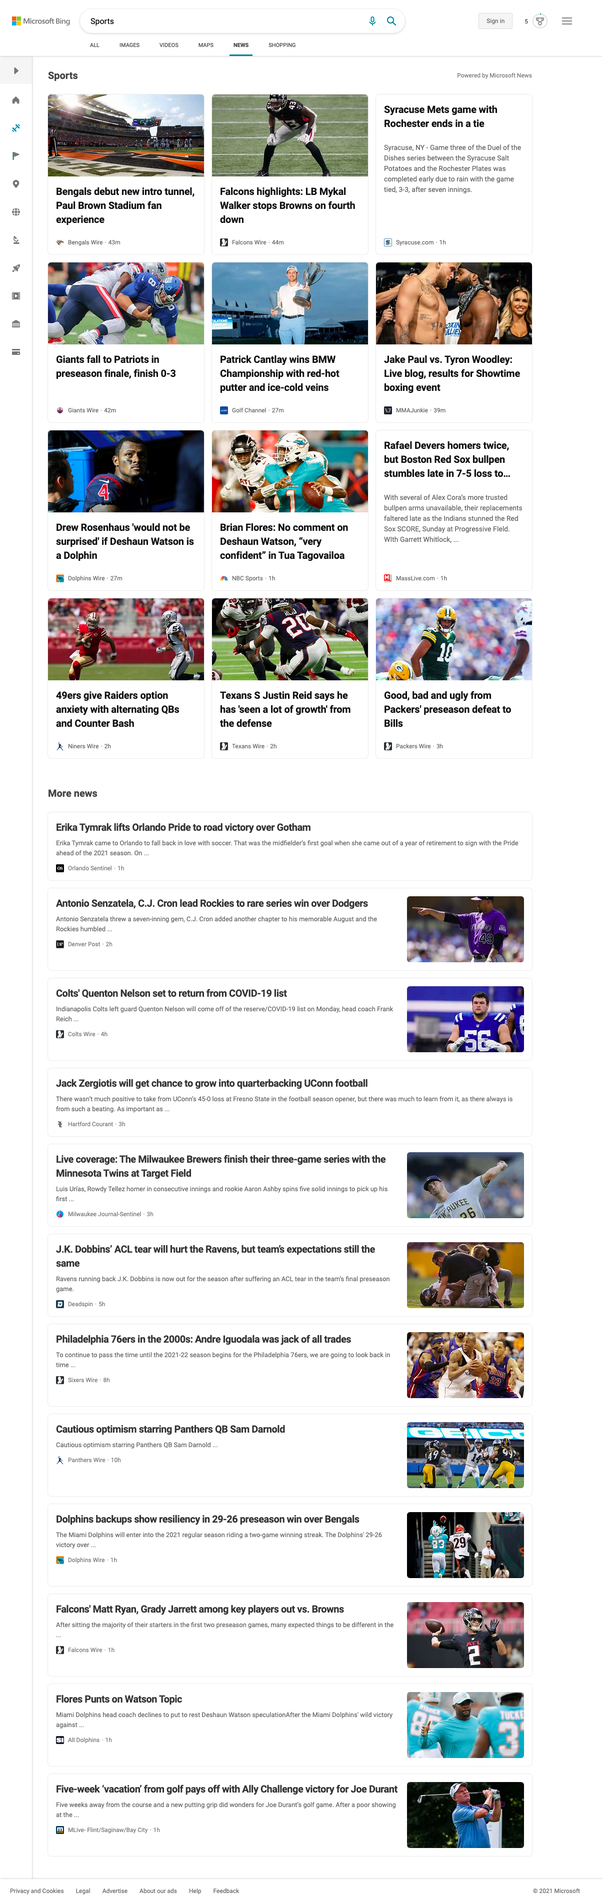 Microsoft Bing
Sports
Sign in
5
ALL
IMAGES
VIDEOS
MAPS
NEWS
SHOPPING
Sports
Powered by Microsoft News
Bengals debut new intro tunnel,
Paul Brown Stadium fan
experience
Bengals Wire · 43m
Falcons highlights: LB Mykal
Walker stops Browns on fourth
down
Falcons Wire · 44m
Syracuse Mets game with
Rochester ends in a tie
Syracuse, NY - Game three of the Duel of the
Dishes series between the Syracuse Salt
Potatoes and the Rochester Plates was
completed early due to rain with the game
tied, 3-3, after seven innings.
Syracuse.com · 1h
Giants fall to Patriots in
preseason finale, finish 0-3
Giants Wire · 42m
Patrick Cantlay wins BMW
Championship with red-hot
putter and ice-cold veins
Golf Channel · 27m
Jake Paul vs. Tyron Woodley:
Live blog, results for Showtime
boxing event
MMAJunkie · 39m
Drew Rosenhaus 'would not be
surprised' if Deshaun Watson is
a Dolphin
Dolphins Wire · 27m
Brian Flores: No comment on
Deshaun Watson, “very
confident” in Tua Tagovailoa
NBC Sports · 1h
Rafael Devers homers twice,
but Boston Red Sox bullpen
stumbles late in 7-5 loss to...
With several of Alex Cora's more trusted
bullpen arms unavailable, their replacements
faltered late as the Indians stunned the Red
Sox SCORE, Sunday at Progressive Field.
With Garrett Whitlock, ...
MassLive.com · 1h
49ers give Raiders option
anxiety with alternating QBs
and Counter Bash
Niners Wire · 2h
Texans S Justin Reid says he
has 'seen a lot of growth' from
the defense
Texans Wire · 2h
Good, bad and ugly from
Packers' preseason defeat to
Bills
Packers Wire · 3h
More news
Erika Tymrak lifts Orlando Pride to road victory over Gotham
Erika Tymrak came to Orlando to fall back in love with soccer. That was the midfielder's first goal when she came out of a year of retirement to sign with the Pride
ahead of the 2021 season. On ...
Orlando Sentinel · 1h
Antonio Senzatela, C.J. Cron lead Rockies to rare series win over Dodgers
Antonio Senzatela threw a seven-inning gem, C.J. Cron added another chapter to his memorable August and the
Rockies humbled ...
Denver Post · 2h
Colts' Quenton Nelson set to return from COVID-19 list
Indianapolis Colts left guard Quenton Nelson will come off of the reserve/COVID-19 list on Monday, head coach Frank
Reich ...
Colts Wire · 4h
Jack Zergiotis will get chance to grow into quarterbacking UConn football
There wasn't much positive to take from UConn's 45-0 loss at Fresno State in the football season opener, but there was much to learn from it, as there always is
from such a beating. As important as ...
Hartford Courant · 3h
Live coverage: The Milwaukee Brewers finish their three-game series with the
Minnesota Twins at Target Field
Luis Urías, Rowdy Tellez homer in consecutive innings and rookie Aaron Ashby spins five solid innings to pick up his
first ...
Milwaukee Journal-Sentinel · 3h
J.K. Dobbins’ ACL tear will hurt the Ravens, but team’s expectations still the
same
Ravens running back J.K. Dobbins is now out for the season after suffering an ACL tear in the team's final preseason
game.
Deadspin · 5h
Philadelphia 76ers in the 2000s: Andre Iguodala was jack of all trades
To continue to pass the time until the 2021-22 season begins for the Philadelphia 76ers, we are going to look back in
time ...
Sixers Wire · 8h
Cautious optimism starring Panthers QB Sam Darnold
Cautious optimism starring Panthers QB Sam Darnold ...
Panthers Wire · 10h
Dolphins backups show resiliency in 29-26 preseason win over Bengals
The Miami Dolphins will enter into the 2021 regular season riding a two-game winning streak. The Dolphins' 29-26
victory over ...
Dolphins Wire · 1h
Falcons' Matt Ryan, Grady Jarrett among key players out vs. Browns
After sitting the majority of their starters in the first two preseason games, many expected things to be different in the
...
Falcons Wire · 1h
Flores Punts on Watson Topic
Miami Dolphins head coach declines to put to rest Deshaun Watson speculationAfter the Miami Dolphins' wild victory
against ...
All Dolphins · 1h
Five-week ‘vacation’ from golf pays off with Ally Challenge victory for Joe Durant
Five weeks away from the course and a new putting grip did wonders for Joe Durant's golf game. After a poor showing
at the ...
MLive- Flint/Saginaw/Bay City · 1h
Privacy and Cookies
Legal
Advertise
About our ads
Help
Feedback
© 2021 Microsoft